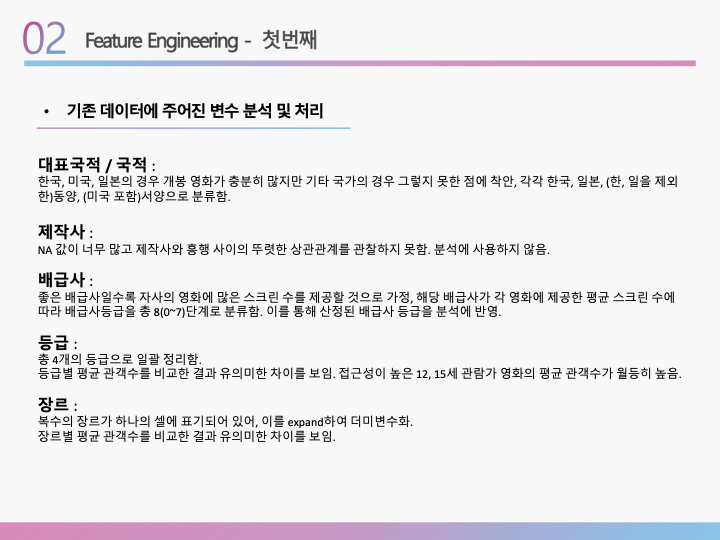 02 Feature Engineering - 첫번째
• 기존 데이터에 주어진 변수 분석 및 처리
대표국적 / 국적 :
한국, 미국, 일본의 경우 개봉 영화가 충분히 많지만 기타 국가의 경우 그렇지 못한 점에 착안, 각각 한국, 일본, (한, 일을 제외
한)동양, (미국 포함)서양으로 분류함.
제작사 :
NA 값이 너무 많고 제작사와 흥행 사이의 뚜렷한 상관관계를 관찰하지 못함. 분석에 사용하지 않음.
배급사 :
좋은 배급사일수록 자사의 영화에 많은 스크린 수를 제공할 것으로 가정, 해당 배급사가 각 영화에 제공한 평균 스크린 수에
따라 배급사등급을 총 8(0~7)단계로 분류함. 이를 통해 산정된 배급사 등급을 분석에 반영.
등급 :
총 4개의 등급으로 일괄 정리함.
등급별 평균 관객수를 비교한 결과 유의미한 차이를 보임. 접근성이 높은 12, 15세 관람가 영화의 평균 관객수가 월등히 높음.
장르 :
복수의 장르가 하나의 셀에 표기되어 있어, 이를 expand하여 더미변수화.
장르별 평균 관객수를 비교한 결과 유의미한 차이를 보임.